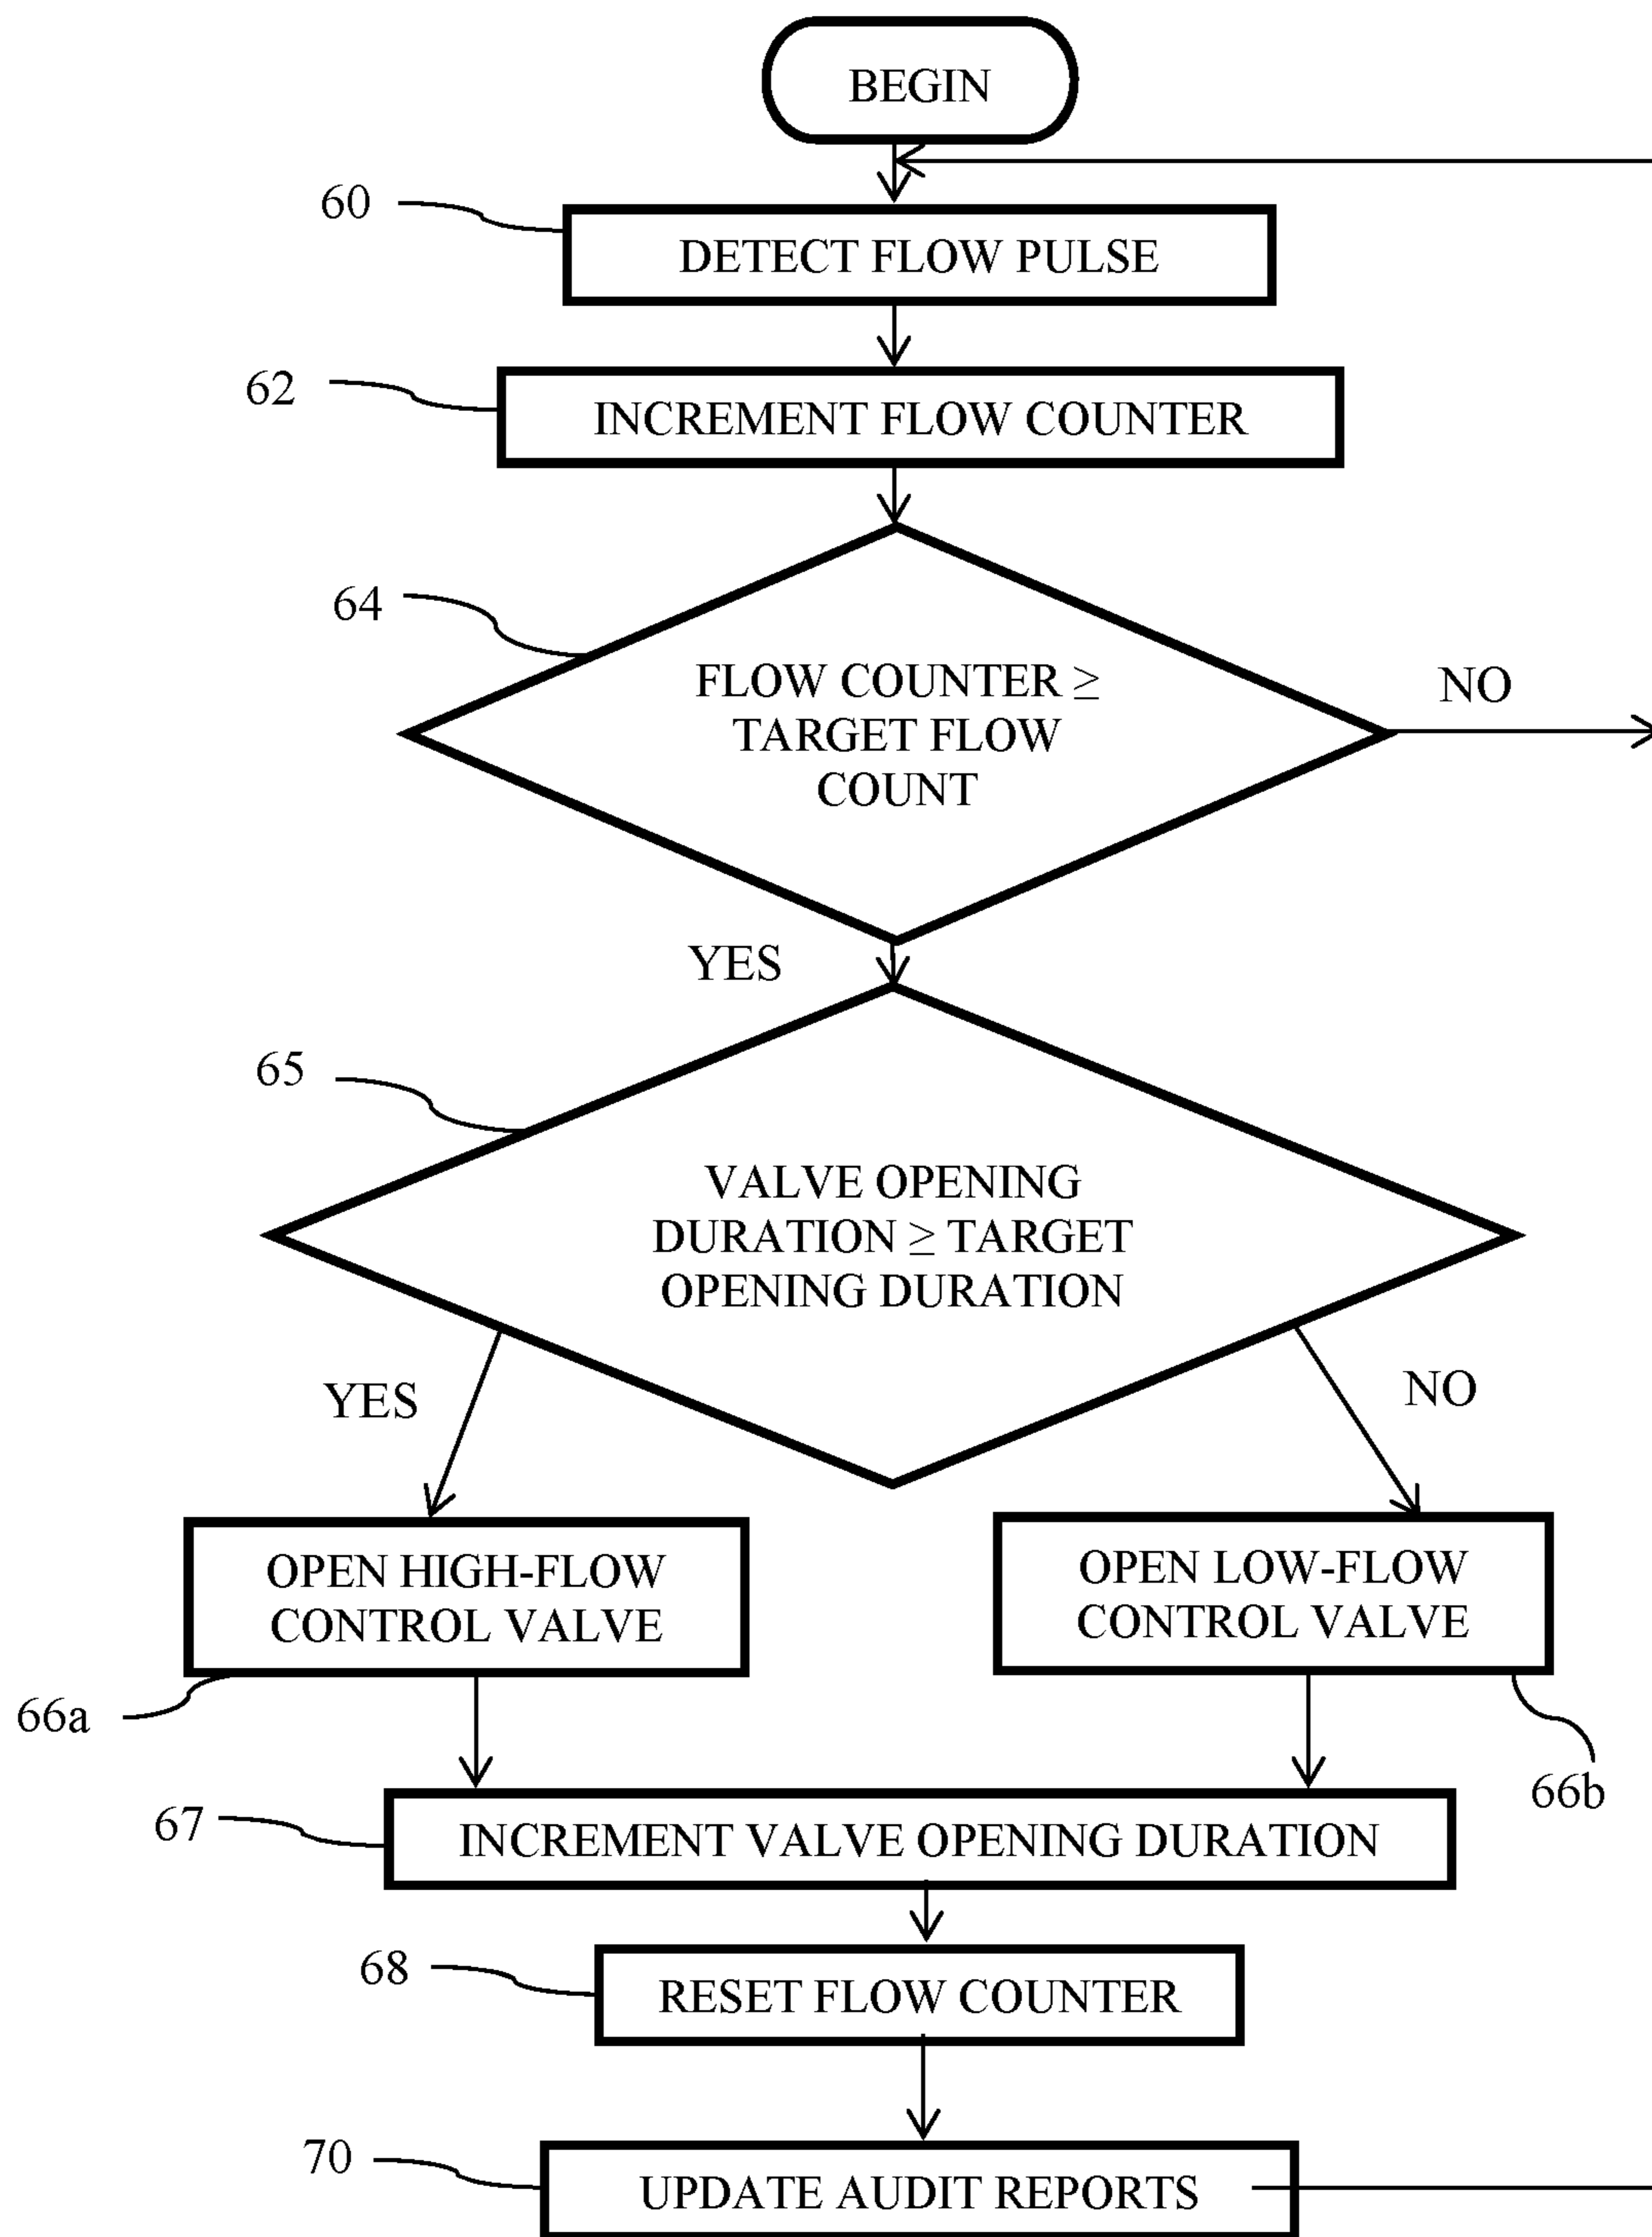 BEGIN
60
DETECT FLOW PULSE
62
INCREMENT FLOW COUNTER
64
FLOW COUNTER ≥
TARGET FLOW
COUNT
NO
YES
65
VALVE OPENING
DURATION ≥ TARGET
OPENING DURATION
YES
NO
OPEN HIGH-FLOW
CONTROL VALVE
OPEN LOW-FLOW
CONTROL VALVE
66a
66b
67
INCREMENT VALVE OPENING DURATION
68
RESET FLOW COUNTER
70
UPDATE AUDIT REPORTS